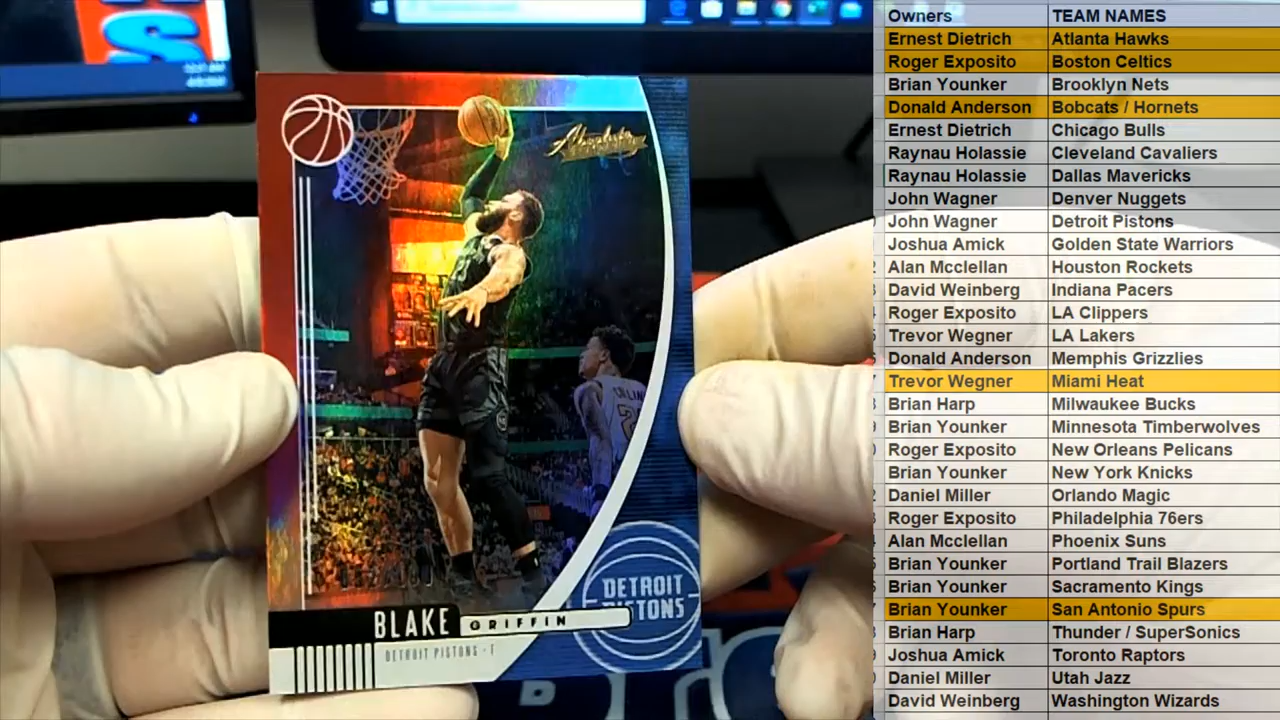 Absolute
COLLINS
DETROIT
PISTONS
BLAKE GRIFFIN
DETROIT PISTONS - F
Owners TEAM NAMES
Ernest Dietrich Atlanta Hawks
Roger Exposito Boston Celtics
Brian Younker Brooklyn Nets
Donald Anderson Bobcats / Hornets
Ernest Dietrich Chicago Bulls
Raynau Holassie Cleveland Cavaliers
Raynau Holassie Dallas Mavericks
John Wagner Denver Nuggets
John Wagner Detroit Pistons
Joshua Amick Golden State Warriors
Alan Mcclellan Houston Rockets
David Weinberg Indiana Pacers
Roger Exposito LA Clippers
Trevor Wegner LA Lakers
Donald Anderson Memphis Grizzlies
Trevor Wegner Miami Heat
Brian Harp Milwaukee Bucks
Brian Younker Minnesota Timberwolves
Roger Exposito New Orleans Pelicans
Brian Younker New York Knicks
Daniel Miller Orlando Magic
Roger Exposito Philadelphia 76ers
Alan Mcclellan Phoenix Suns
Brian Younker Portland Trail Blazers
Brian Younker Sacramento Kings
Brian Younker San Antonio Spurs
Brian Harp Thunder / SuperSonics
Joshua Amick Toronto Raptors
Daniel Miller Utah Jazz
David Weinberg Washington Wizards